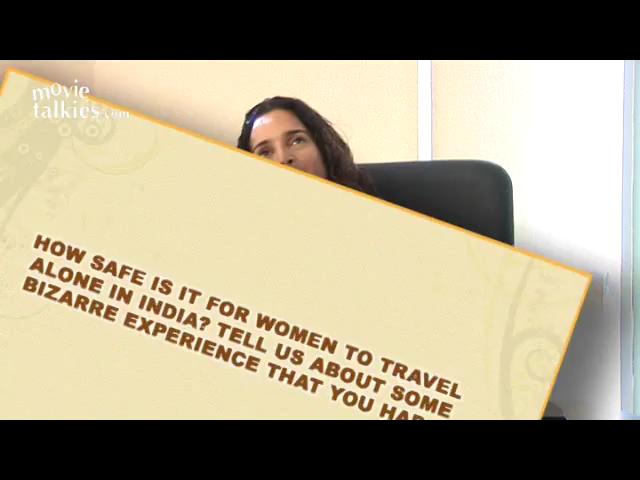 movie
talkies.com
HOW SAFE IS IT FOR WOMEN TO TRAVEL
ALONE IN INDIA? TELL US ABOUT SOME
BIZARRE EXPERIENCE THAT YOU